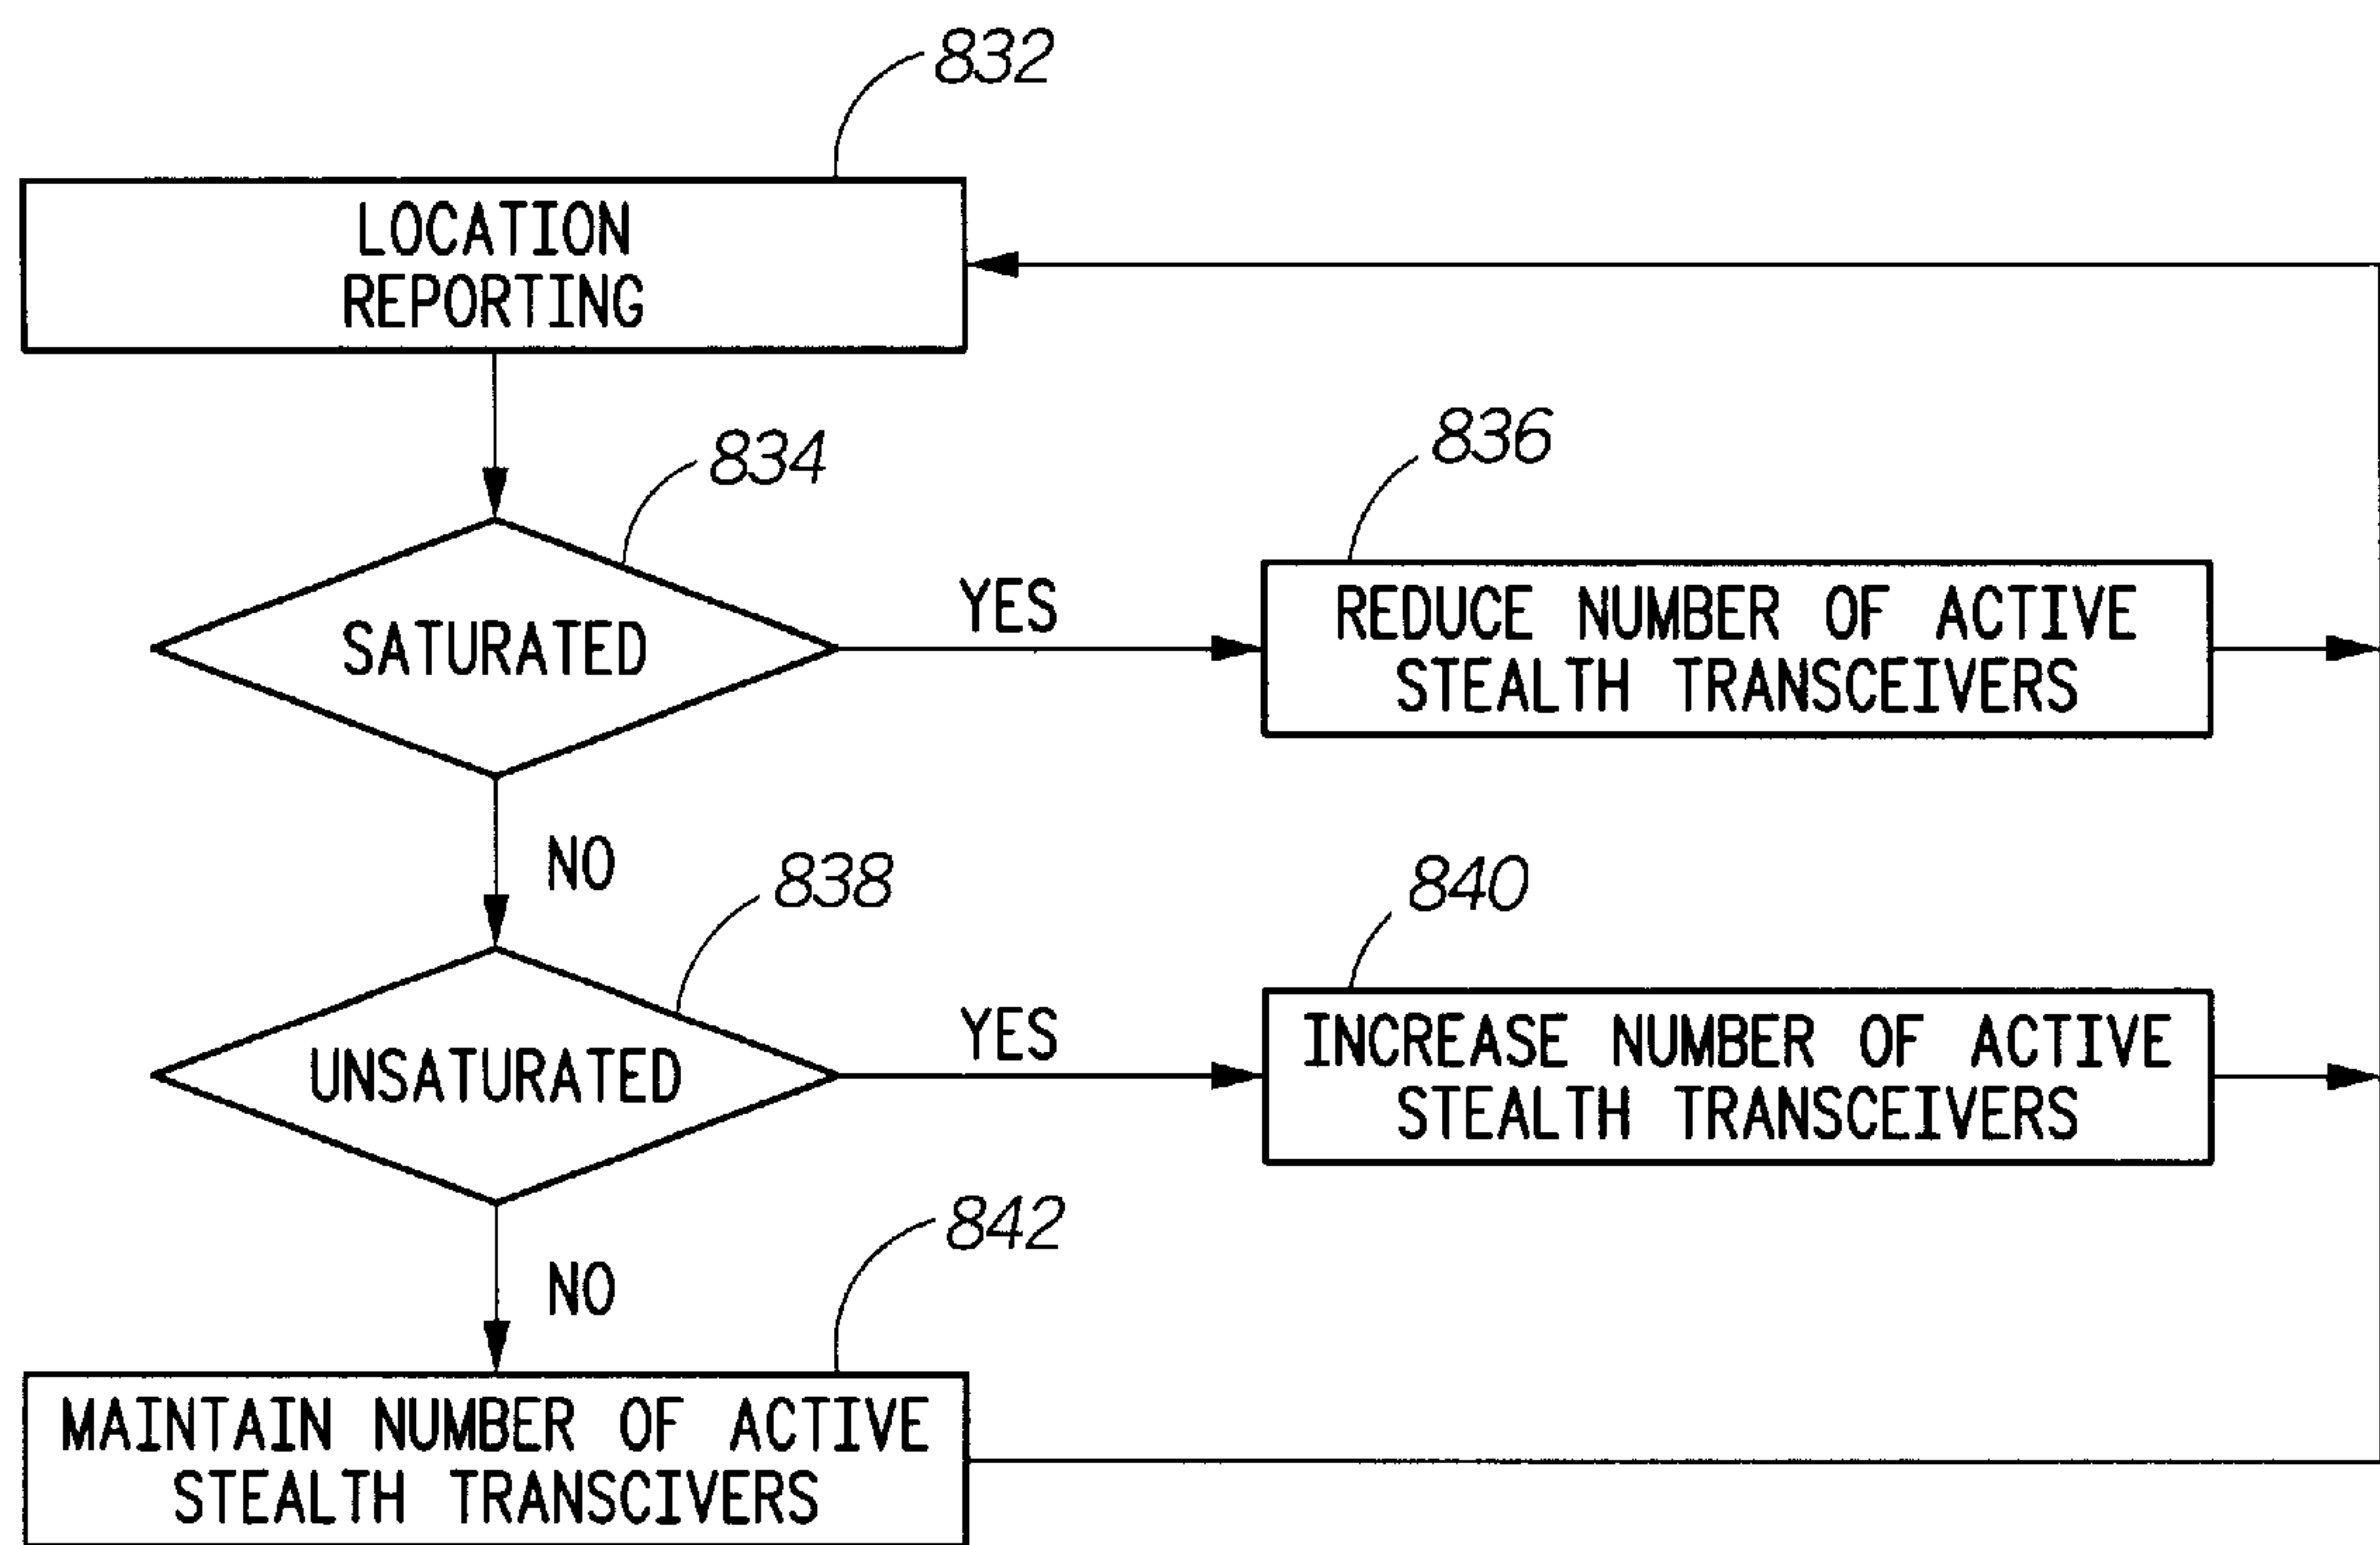 832
LOCATION
REPORTING
834
836
SATURATED
YES
REDUCE NUMBER OF ACTIVE
STEALTH TRANSCEIVERS
NO
838
840
UNSATURATED
YES
INCREASE NUMBER OF ACTIVE
STEALTH TRANSCEIVERS
842
NO
MAINTAIN NUMBER OF ACTIVE
STEALTH TRANSCIVERS